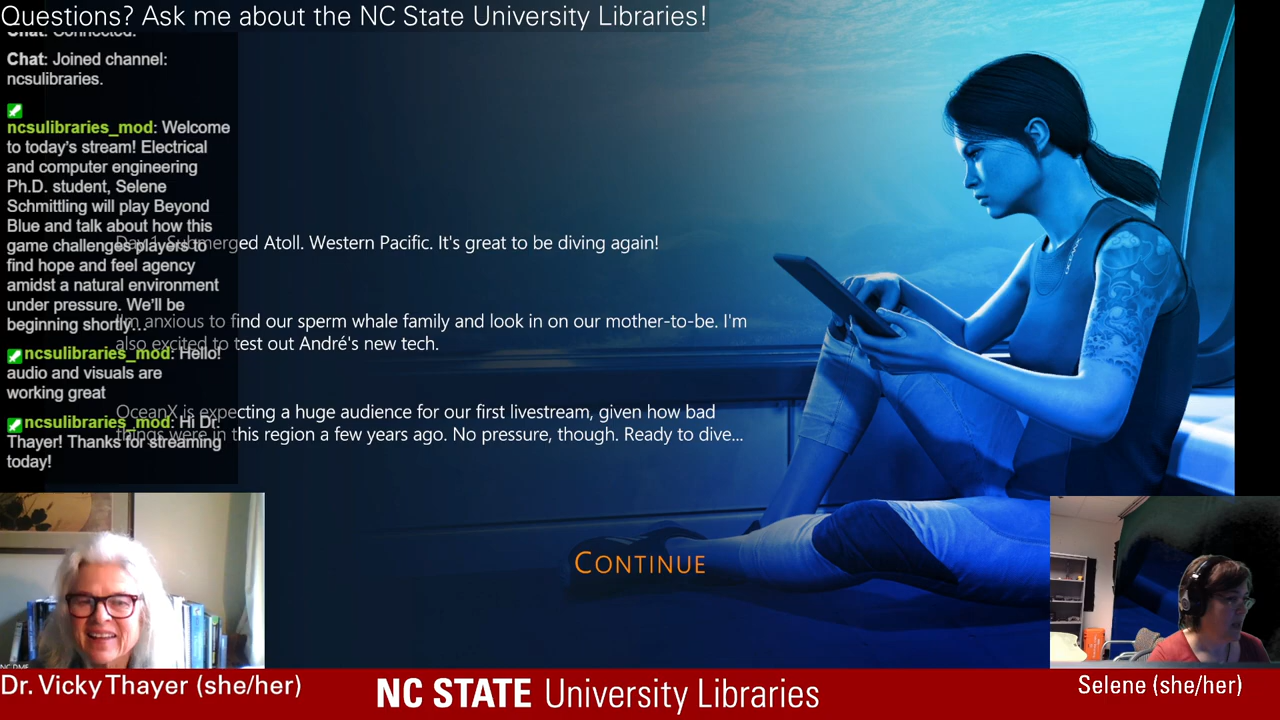 Questions? Ask me about the NC State University Libraries!
Chat: Connected.
Chat: Joined channel:
ncsulibraries.
ncsulibraries_mod: Welcome
to today's stream! Electrical
and computer engineering
Ph.D. student, Selene
Schmittling will play Beyond
Blue and talk about how this
game challenges players to
find hope and feel agency
amidst a natural environment
under pressure. We'll be
beginning shortly...
ncsulibraries_mod: Hello!
audio and visuals are
working great
ncsulibraries_mod: Hi Dr.
Thayer! Thanks for streaming
today!
Day 1. Submerged Atoll. Western Pacific. It's great to be diving again!
I'm anxious to find our sperm whale family and look in on our mother-to-be. I'm
also excited to test out André's new tech.
OceanX is expecting a huge audience for our first livestream, given how bad
things were in this region a few years ago. No pressure, though. Ready to dive...
CONTINUE
OCEANX
Dr. Vicky Thayer (she/her)
NC STATE University Libraries
Selene (she/her)